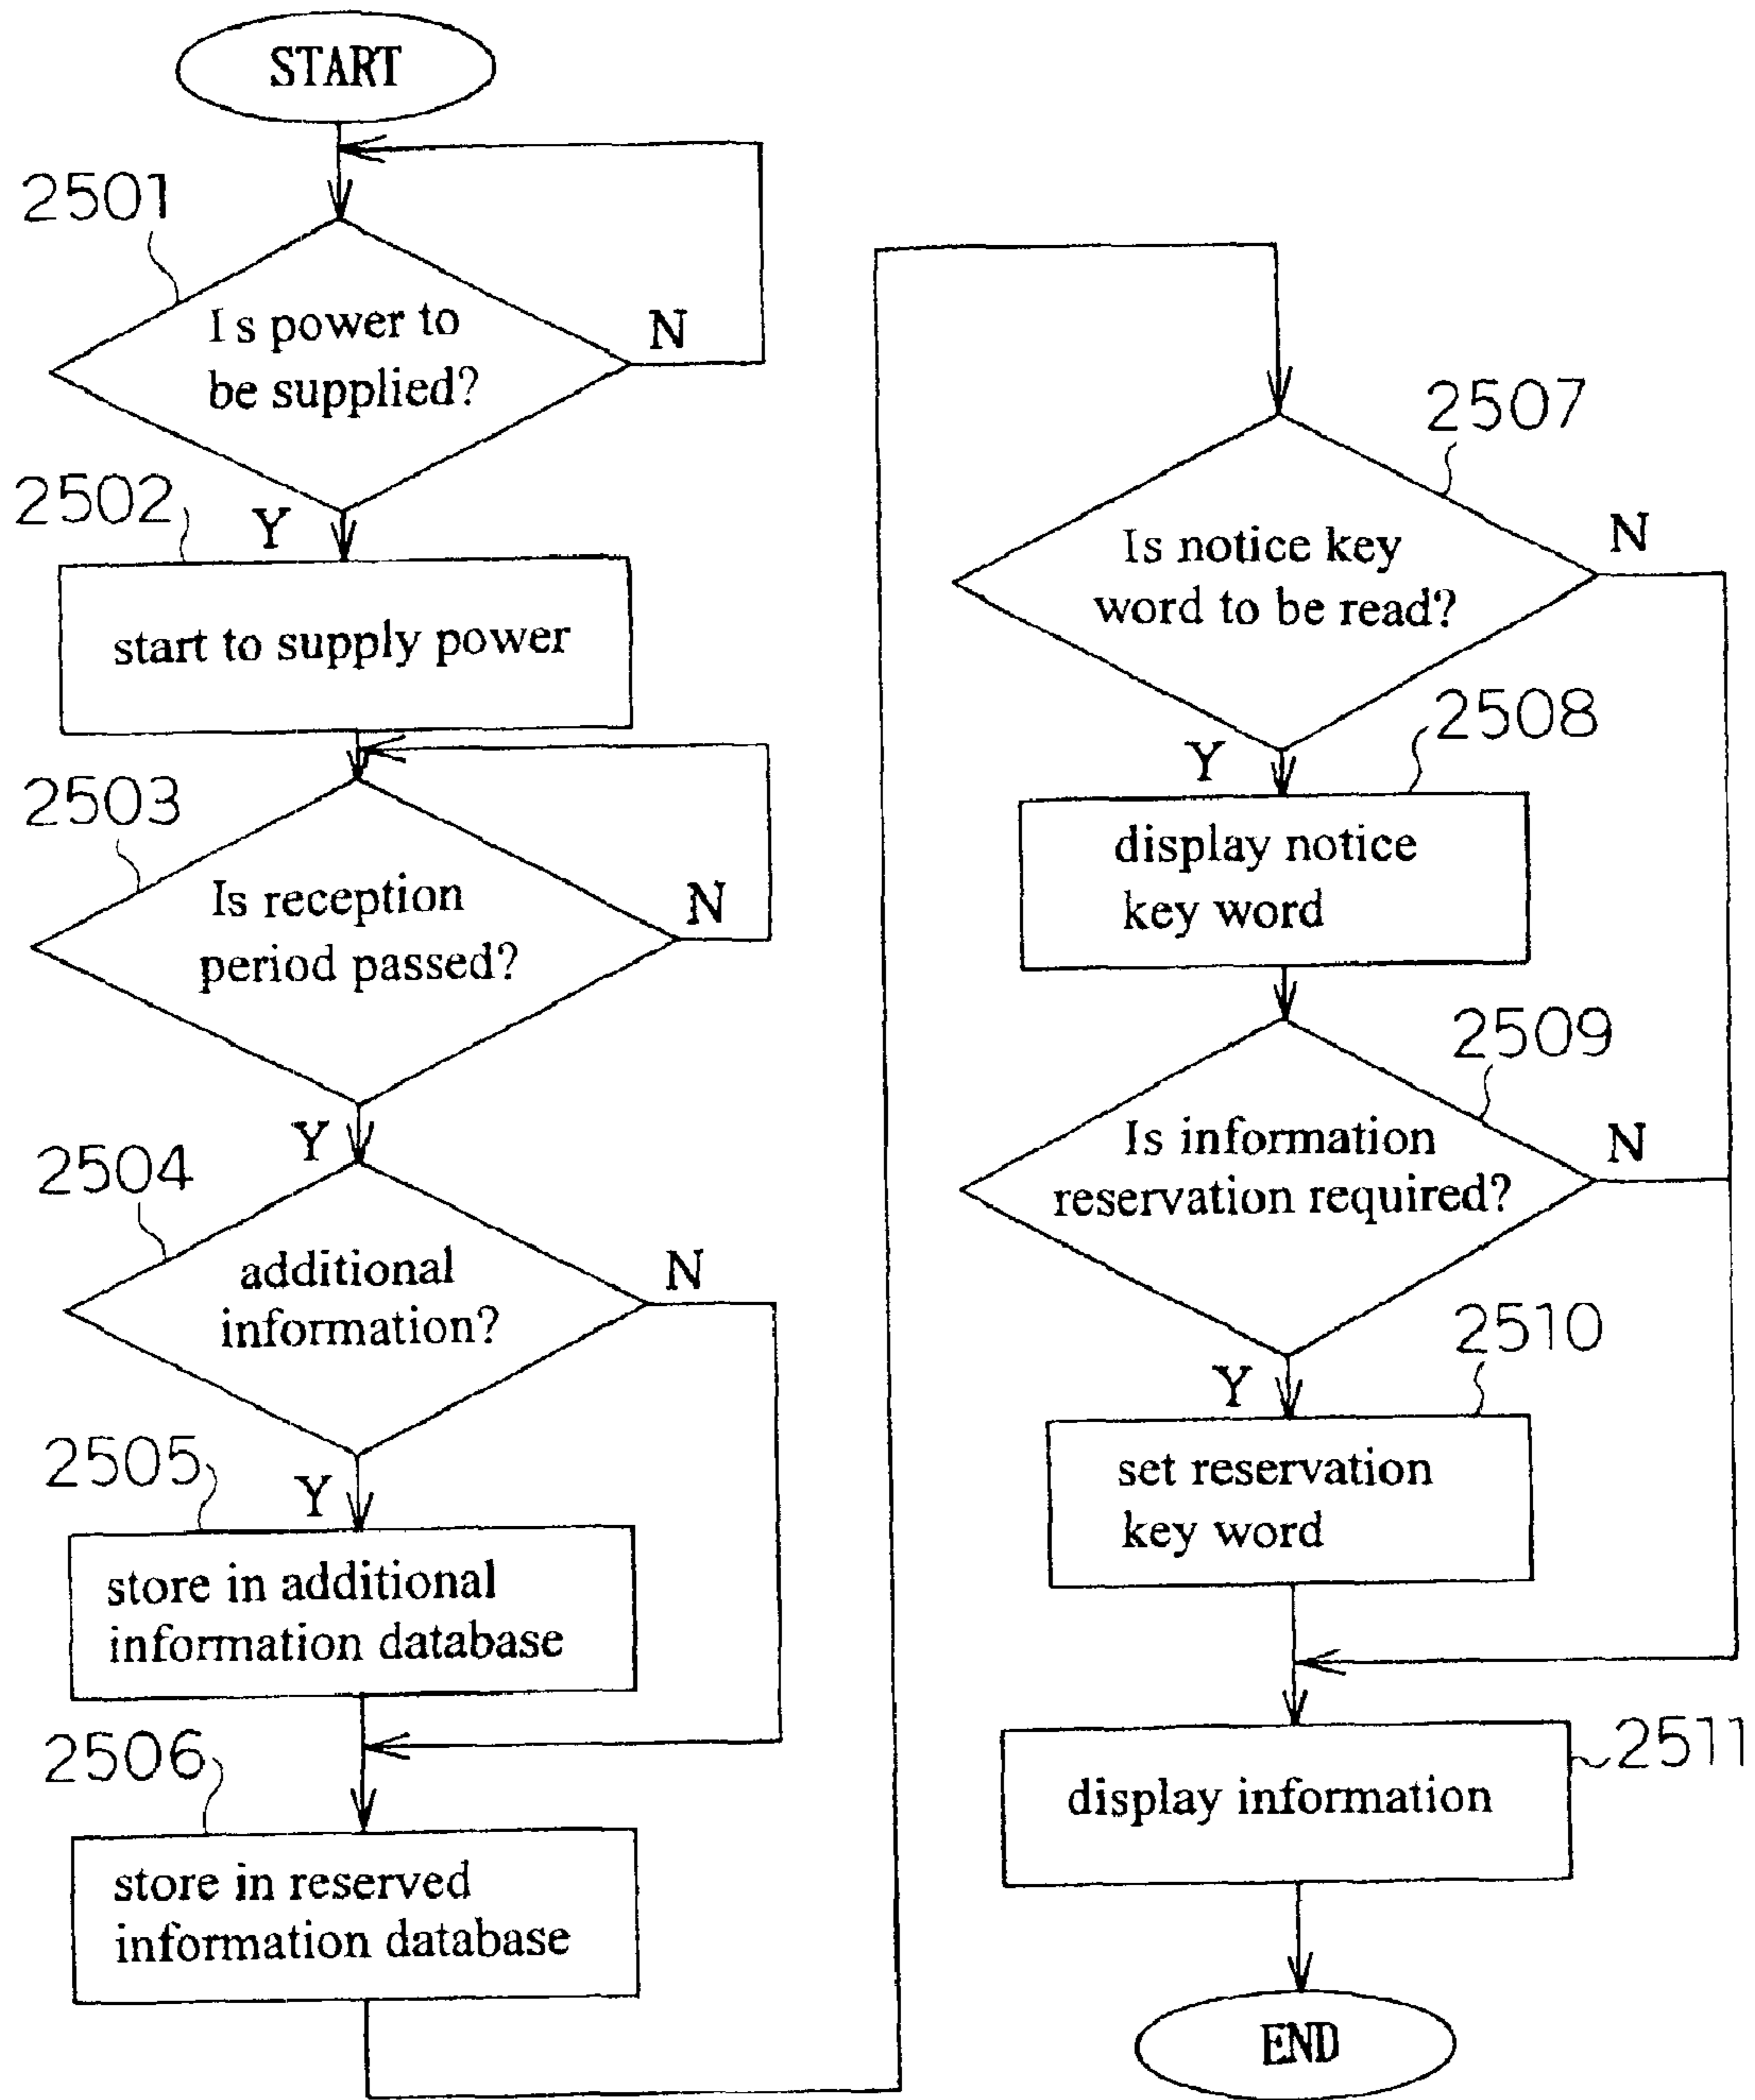 START
2501
Is power to
be supplied?
N
2502
Y
start to supply power
2503
Is reception
period passed?
N
Y
2504
additional
information?
N
2505
Y
store in additional
information database
2506
store in reserved
information database
2507
Is notice key
word to be read?
N
2508
Y
display notice
key word
2509
Is information
reservation required?
N
2510
Y
set reservation
key word
2511
display information
END